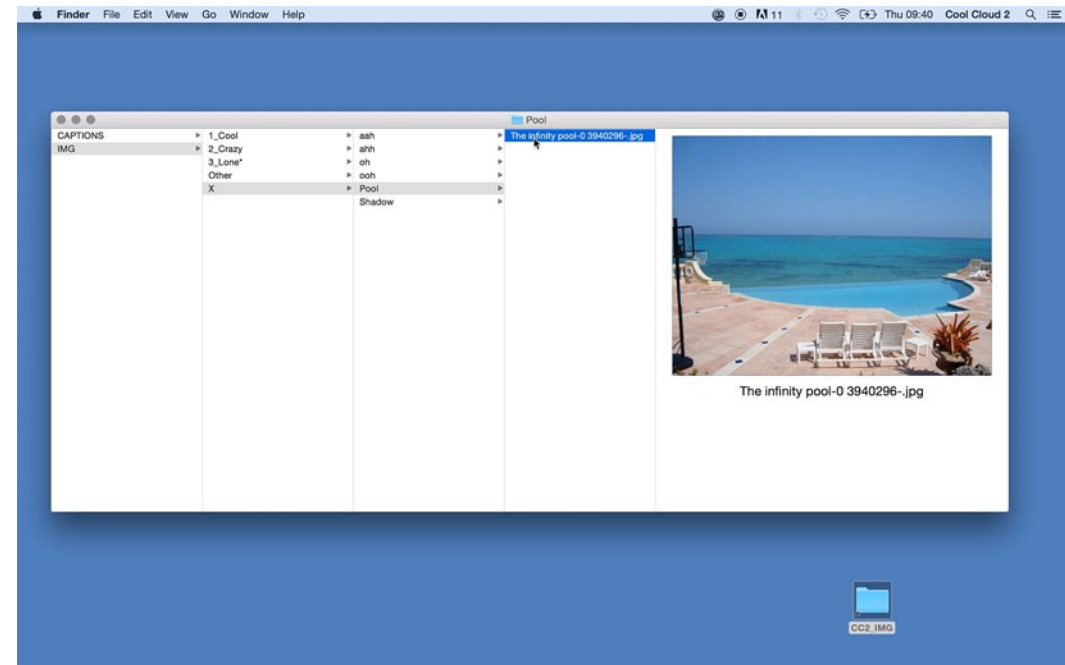 Finder File Edit View Go Window Help
11 Thu 09:40 Cool Cloud 2
Pool
CAPTIONS
IMG
1_Cool
2_Crazy
3_Lone*
Other
X
aah
ahh
oh
ooh
Pool
Shadow
The infinity pool-0 3940296-.jpg
The infinity pool-0 3940296-.jpg
CC2_IMG